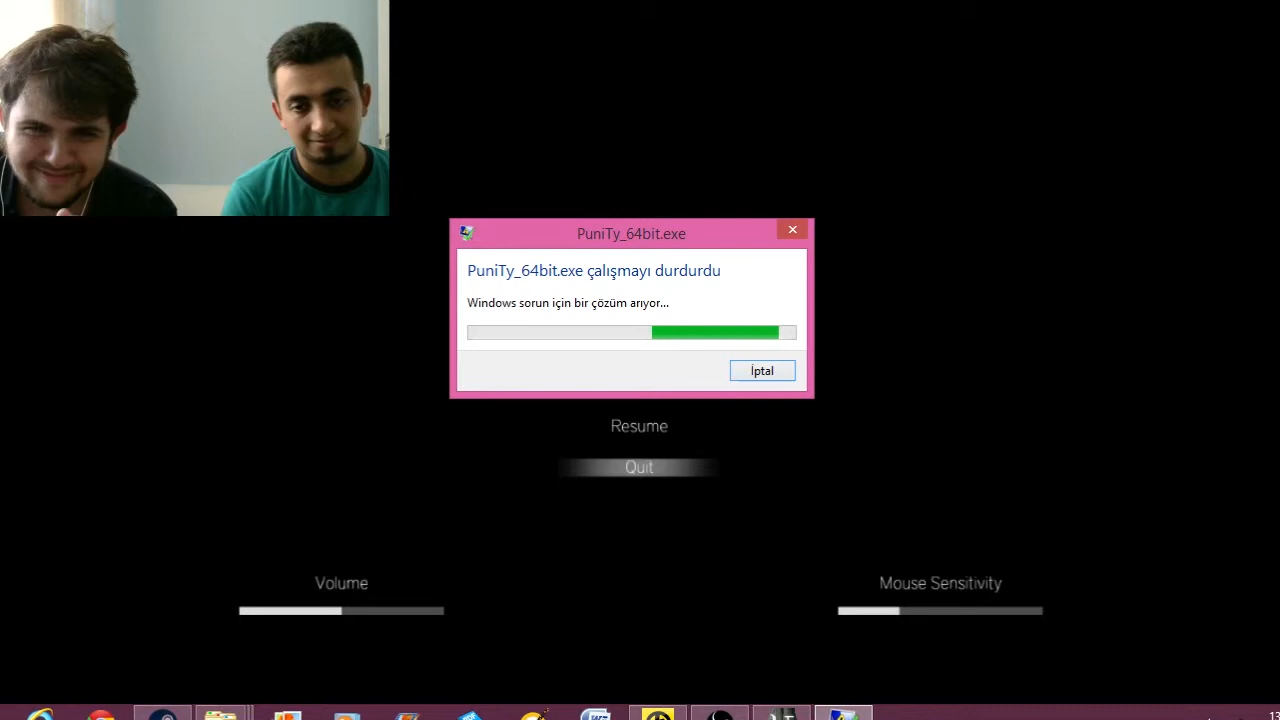 PuniTy_64bit.exe
PuniTy_64bit.exe çalışmayı durdurdu
Windows sorun için bir çözüm arıyor...
İptal
Resume
Quit
Volume
Mouse Sensitivity